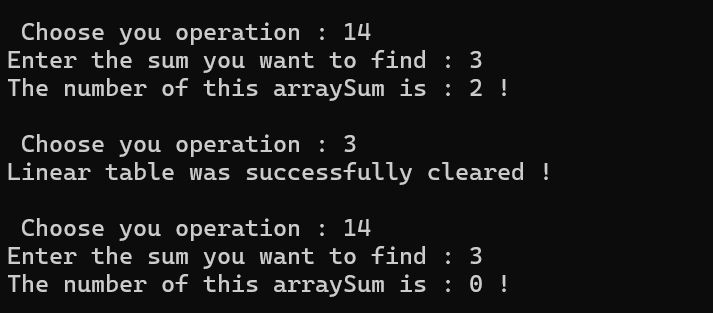 Choose you operation : 14
Enter the sum you want to find : 3
The number of this arraySum is : 2 !
Choose you operation : 3
Linear table was successfully cleared !
Choose you operation : 14
Enter the sum you want to find : 3
The number of this arraySum is : 0 !